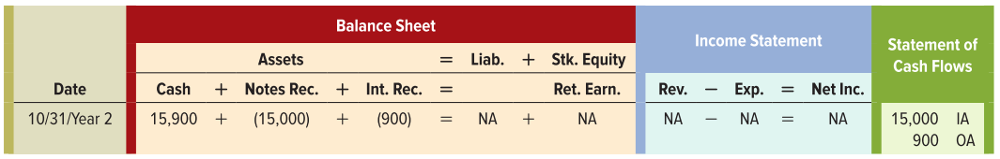 Balance Sheet
Income Statement
Statement of
Cash Flows
Assets = Liab. + Stk. Equity
Date Cash + Notes Rec. + Int. Rec. = Ret. Earn. Rev. − Exp. = Net Inc.
10/31/Year 2 15,900 + (15,000) + (900) = NA + NA NA − NA = NA 15,000 IA
900 OA